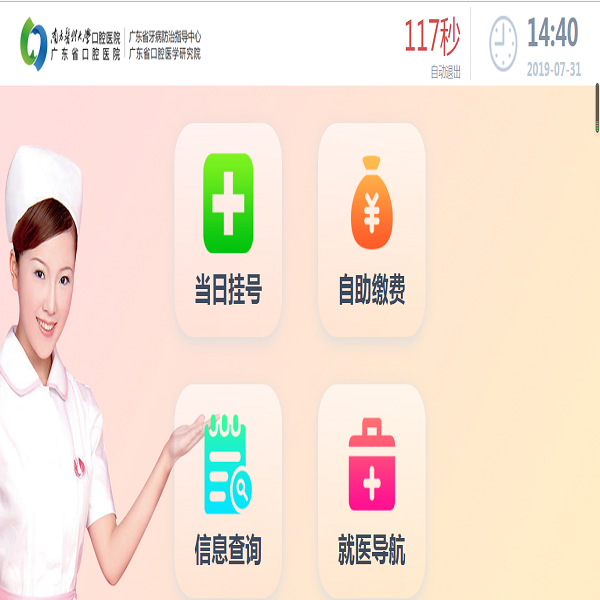 南方医科大学口腔医院
广东省口腔医院
广东省牙病防治指导中心
广东省口腔医学研究院
117秒
自动退出
14:40
2019-07-31
当日挂号
自助缴费
信息查询
就医导航